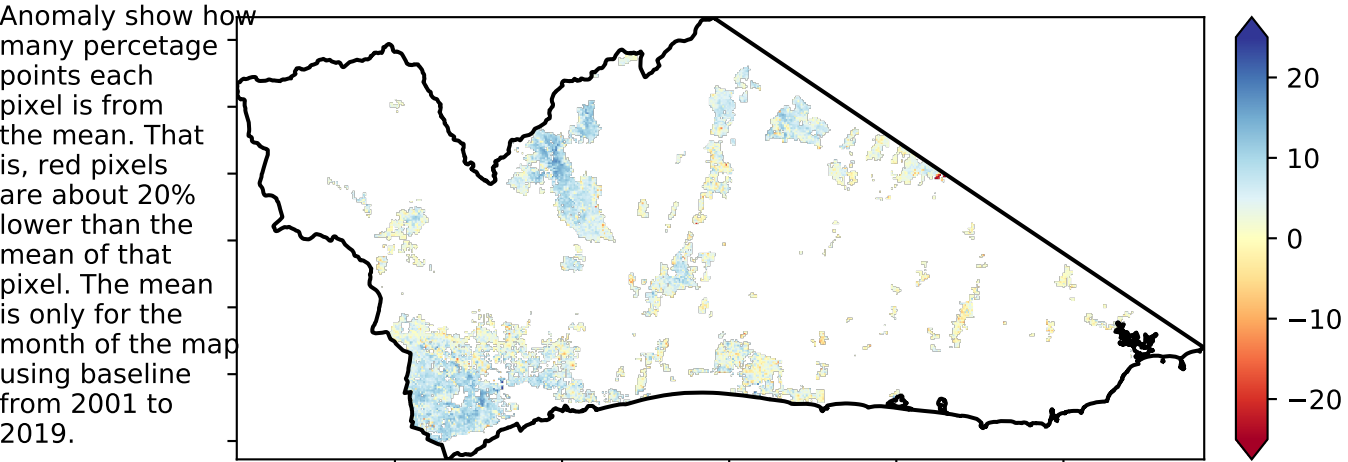 Anomaly show how
many percetage
points each
pixel is from
the mean. That
is, red pixels
are about 20%
lower than the
mean of that
pixel. The mean
is only for the
month of the map
using baseline
from 2001 to
2019.
20
10
0
−10
−20